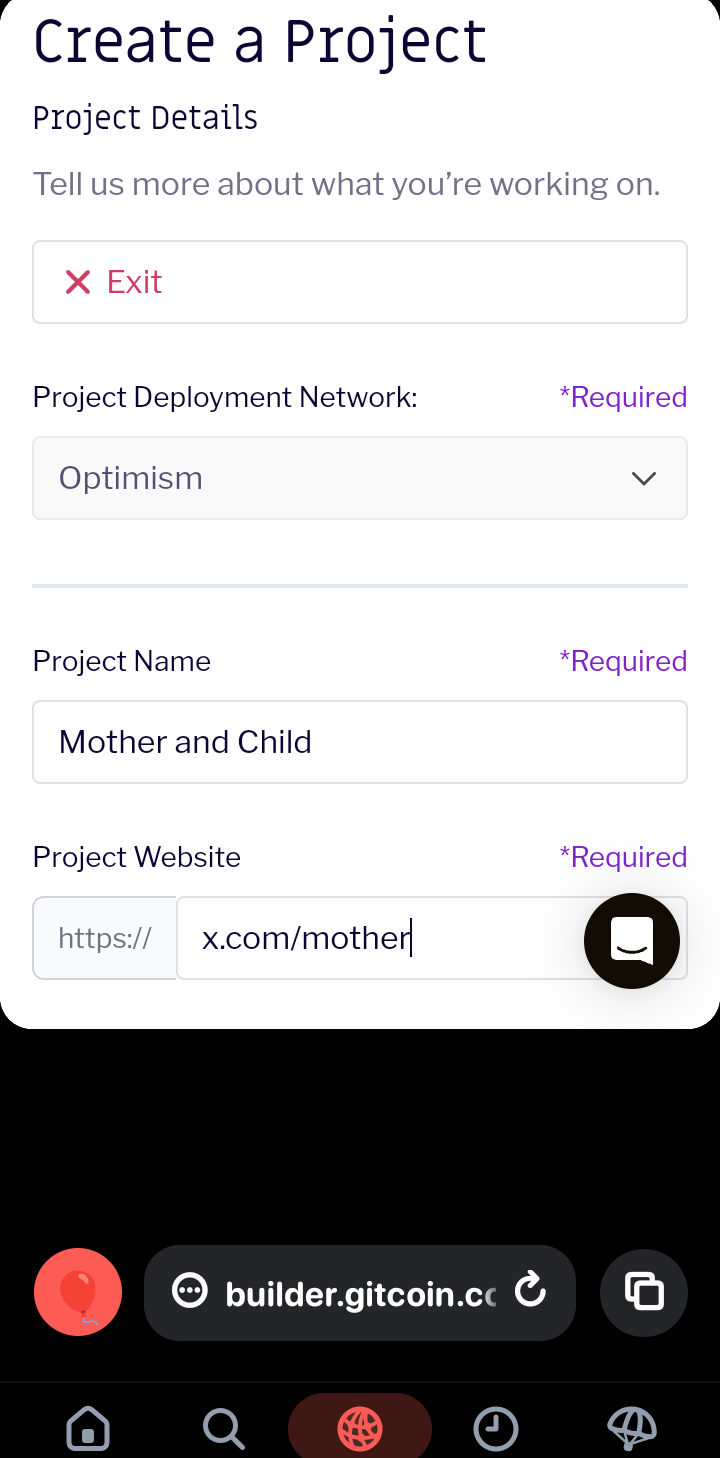 Create a Project
Project Details
Tell us more about what you’re working on.
Exit
Project Deployment Network: *Required
Optimism
Project Name *Required
Mother and Child
Project Website *Required
https:// x.com/mother
builder.gitcoin.c